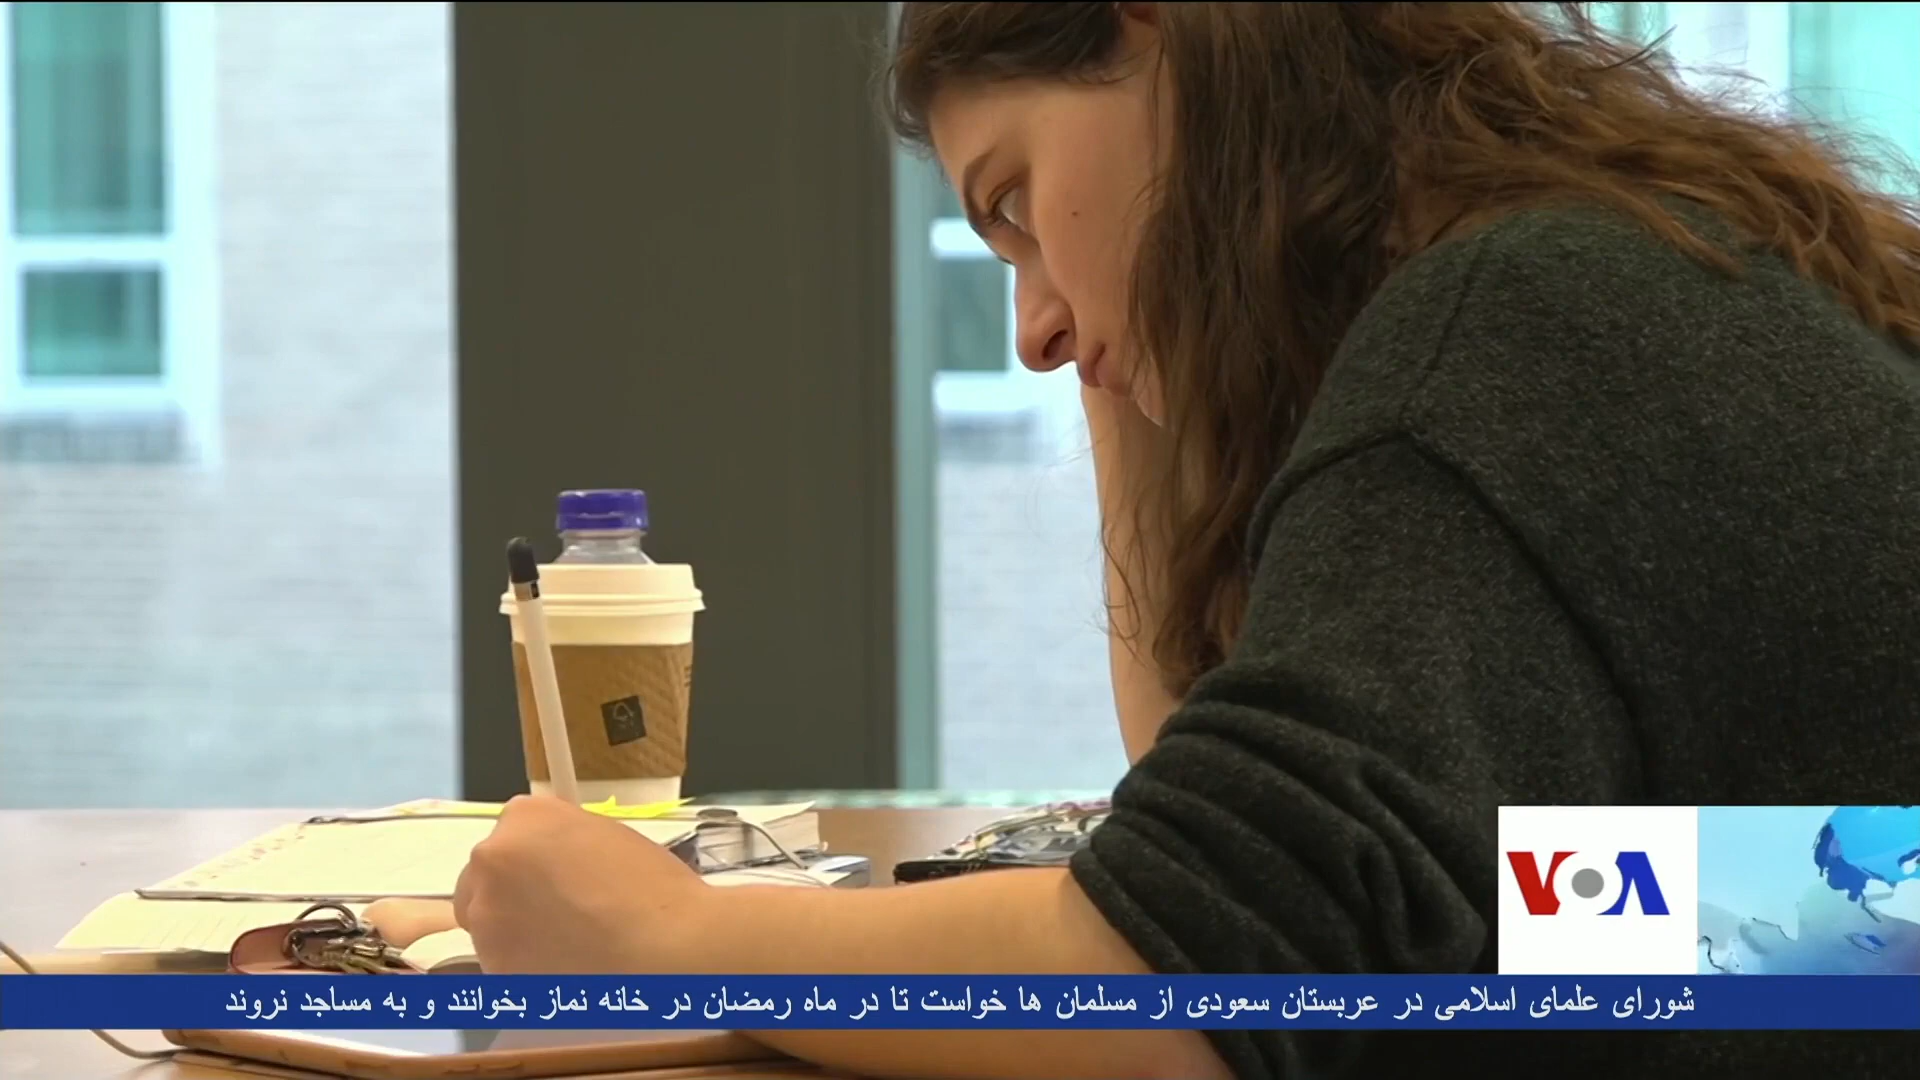 VOA
شورای علمای اسلامی در عربستان سعودی از مسلمان ها خواست تا در ماه رمضان در خانه نماز بخوانند و به مساجد نروند